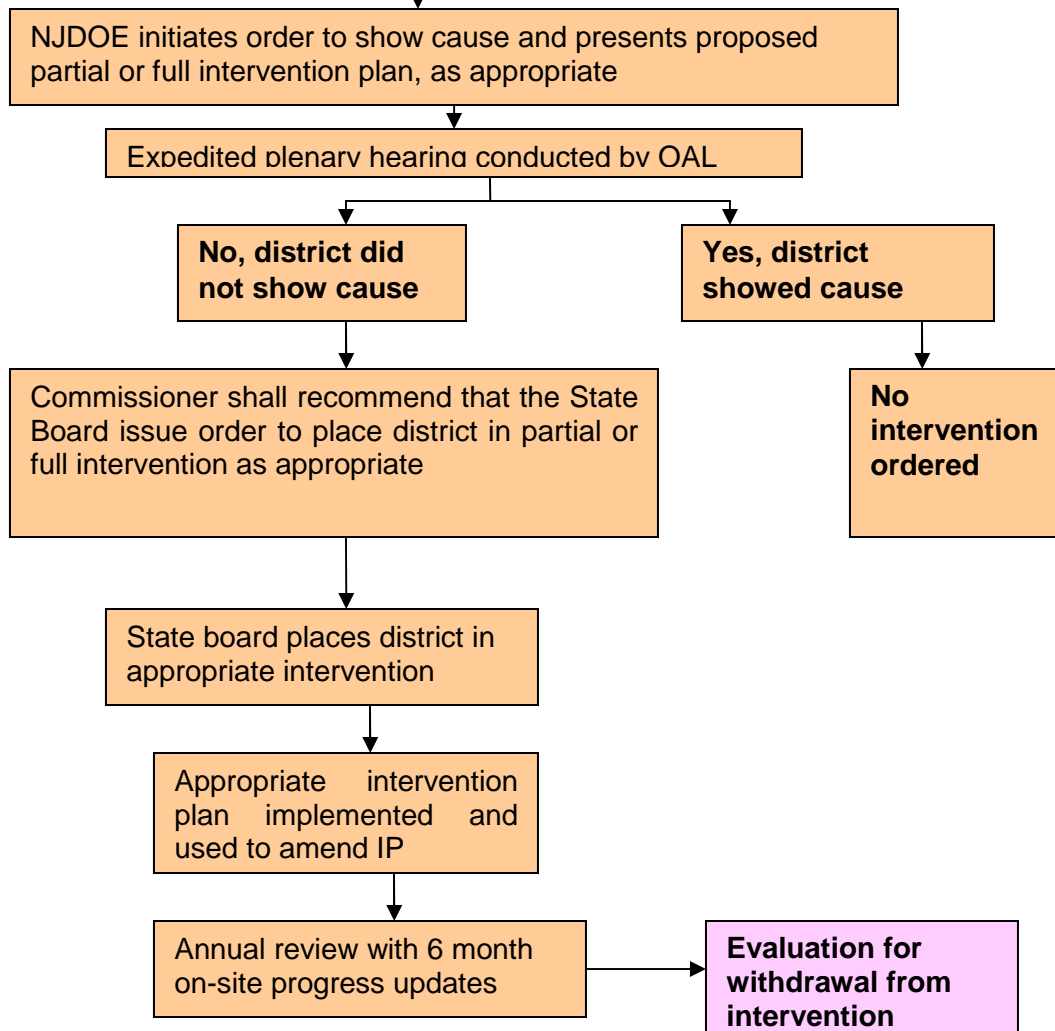 NJDOE initiates order to show cause and presents proposed
partial or full intervention plan, as appropriate
Expedited plenary hearing conducted by OAL
No, district did
not show cause
Yes, district
showed cause
Commissioner shall recommend that the State
Board issue order to place district in partial or
full intervention as appropriate
No
intervention
ordered
State board places district in
appropriate intervention
Appropriate intervention
plan implemented and
used to amend IP
Annual review with 6 month
on-site progress updates
Evaluation for
withdrawal from
intervention